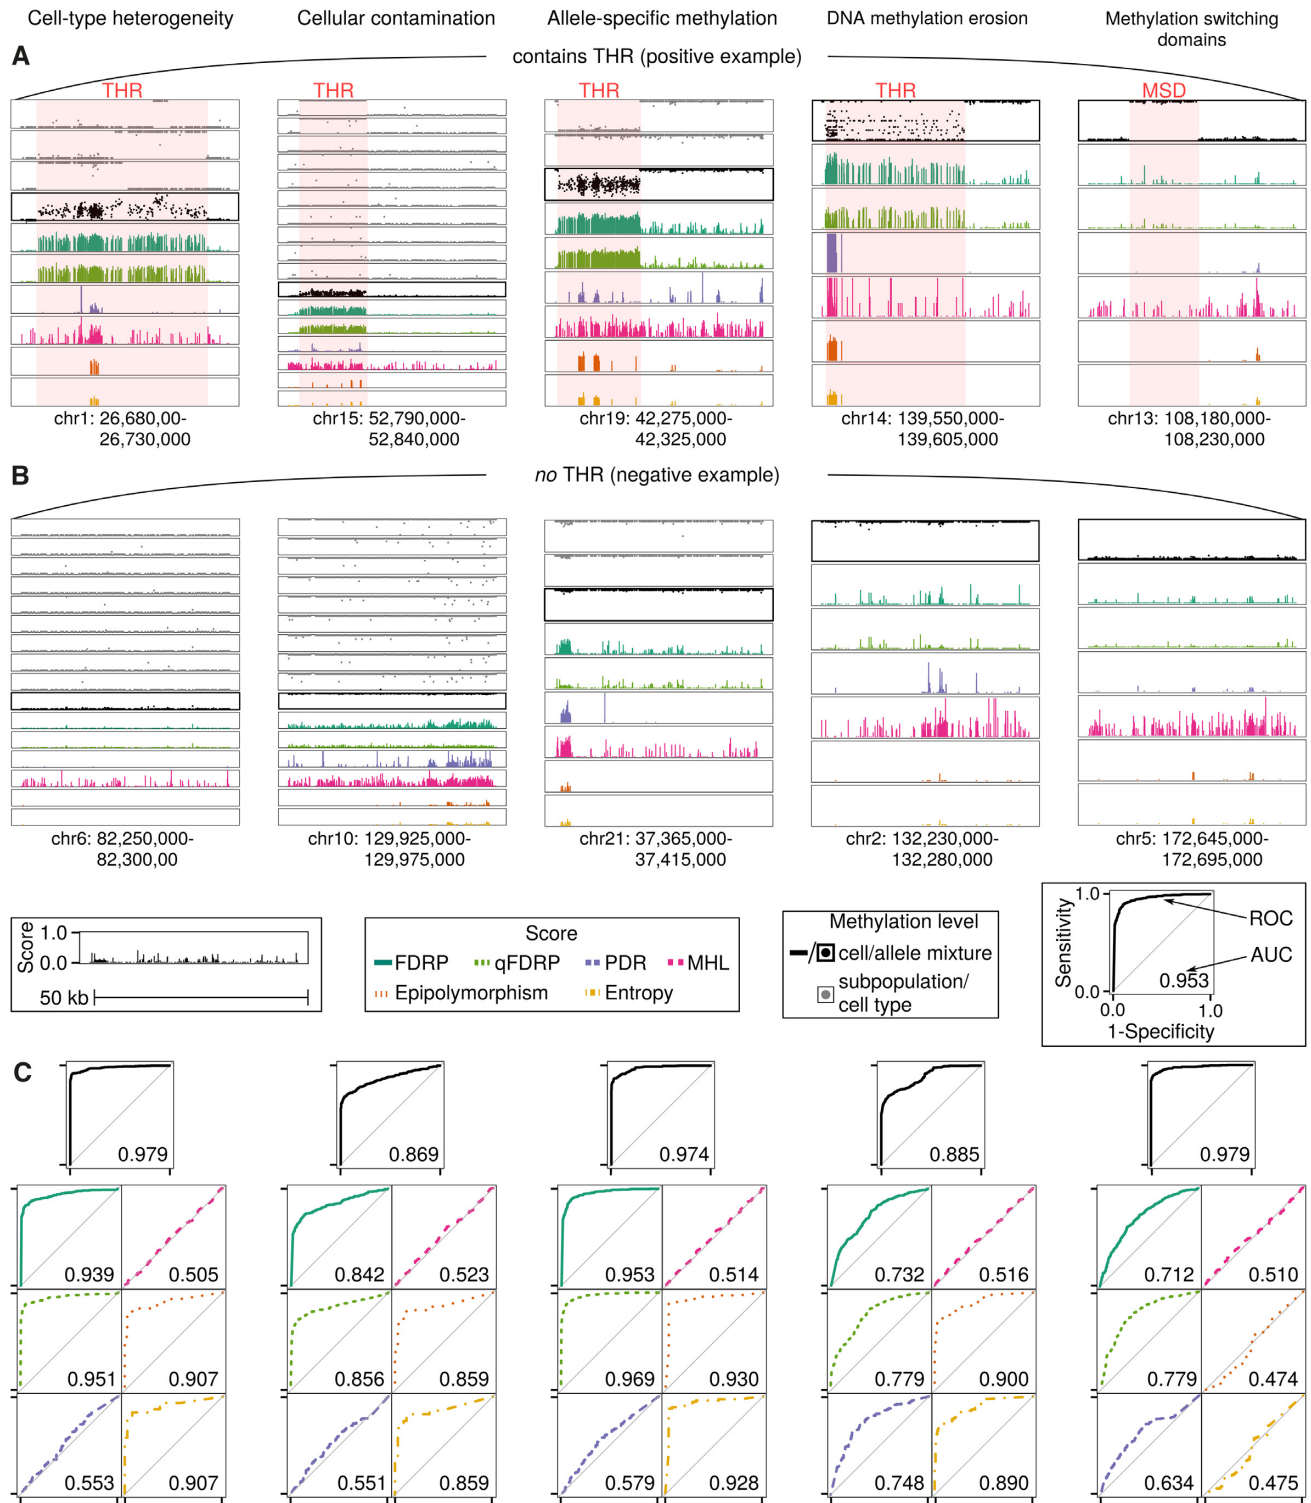 Cell-type heterogeneity
Cellular contamination
Allele-specific methylation
DNA methylation erosion
Methylation switching
domains
A
contains THR (positive example)
THR
THR
THR
THR
MSD
chr1: 26,680,00-
26,730,000
chr15: 52,790,000-
52,840,000
chr19: 42,275,000-
42,325,000
chr14: 139,550,000-
139,605,000
chr13: 108,180,000-
108,230,000
B
no THR (negative example)
chr6: 82,250,000-
82,300,00
chr10: 129,925,000-
129,975,000
chr21: 37,365,000-
37,415,000
chr2: 132,230,000-
132,280,000
chr5: 172,645,000-
172,695,000
Score
1.0
0.0
50 kb
Score
FDRP
qFDRP
PDR
MHL
Epipolymorphism
Entropy
Methylation level
/ cell/allele mixture
subpopulation/
cell type
Sensitivity
1.0
0.0
ROC
AUC
0.953
0.0
1.0
1-Specificity
C
0.979
0.869
0.974
0.885
0.979
0.939
0.505
0.842
0.523
0.953
0.514
0.732
0.516
0.712
0.510
0.951
0.907
0.856
0.859
0.969
0.930
0.779
0.900
0.779
0.474
0.553
0.907
0.551
0.859
0.579
0.928
0.748
0.890
0.634
0.475